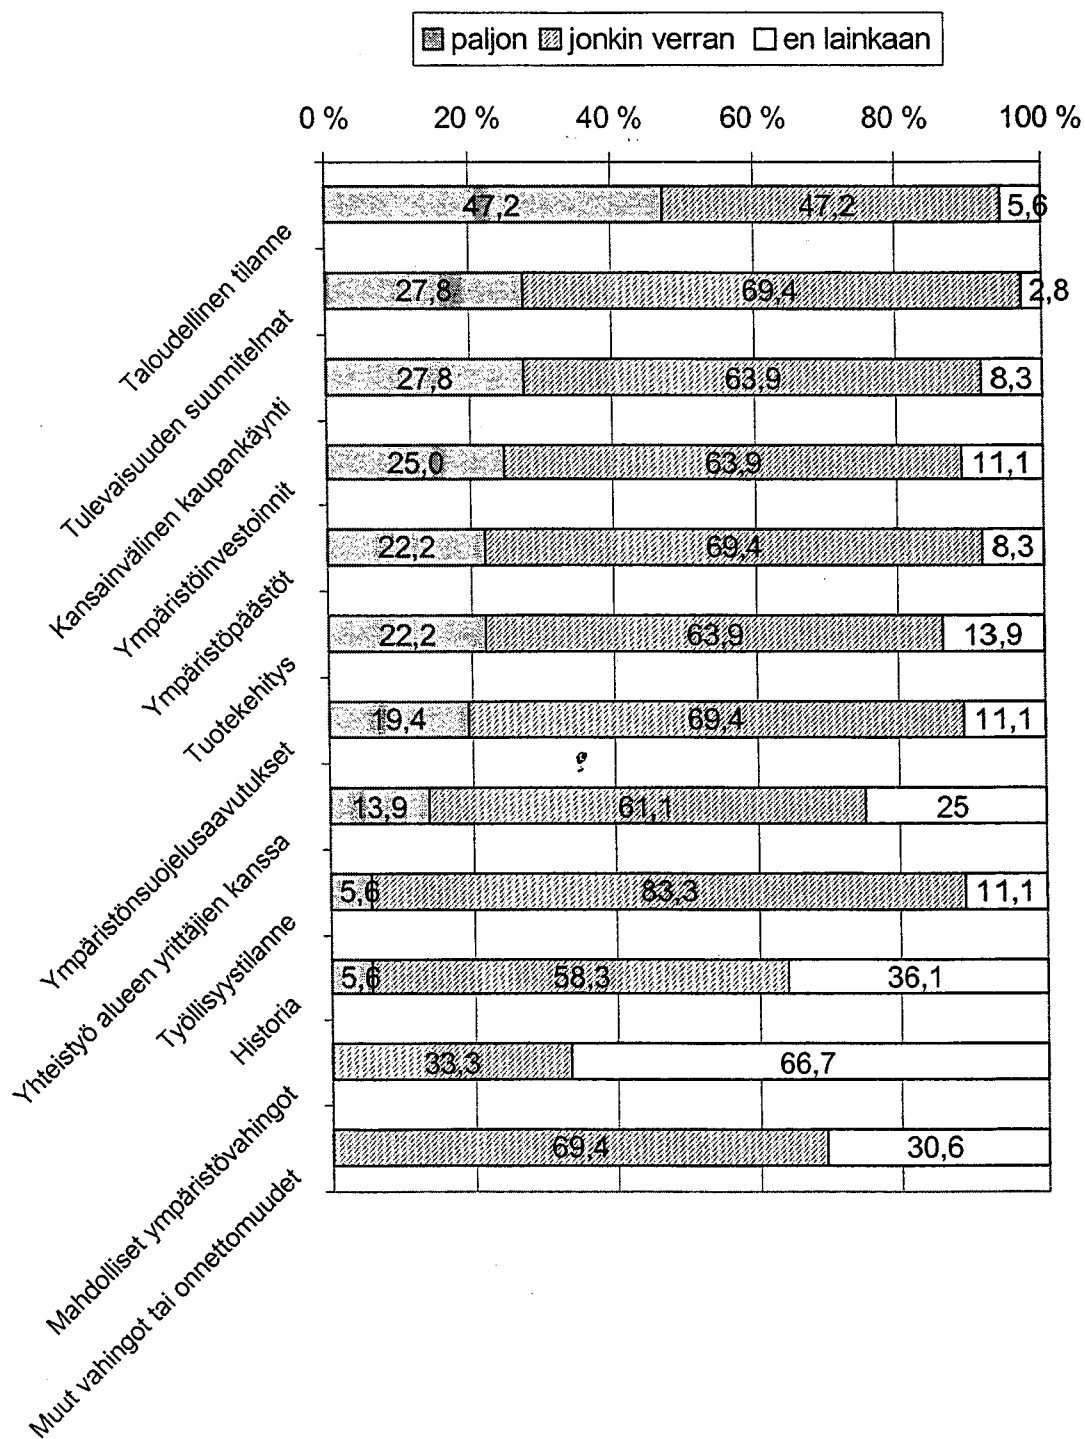 paljon jonkin verran en lainkaan
0 % 20 % 40 % 60 % 80 % 100 %
47,2 47,2 5,6
Taloudellinen tilanne
27,8 69,4 2,8
Tulevaisuuden suunnitelmat
27,8 63,9 8,3
Kansainvälinen kaupankäynti
25,0 63,9 11,1
Ympäristöinvestoinnit
22,2 69,4 8,3
Ympäristöpäästöt
22,2 63,9 13,9
Tuotekehitys
19,4 69,4 11,1
Ympäristönsuojelusaavutukset
13,9 61,1 25
Yhteistyö alueen yrittäjien kanssa
5,6 83,3 11,1
Työllisyystilanne
5,6 58,3 36,1
Historia
33,3 66,7
Mahdolliset ympäristövahingot
69,4 30,6
Muut vahingot tai onnettomuudet